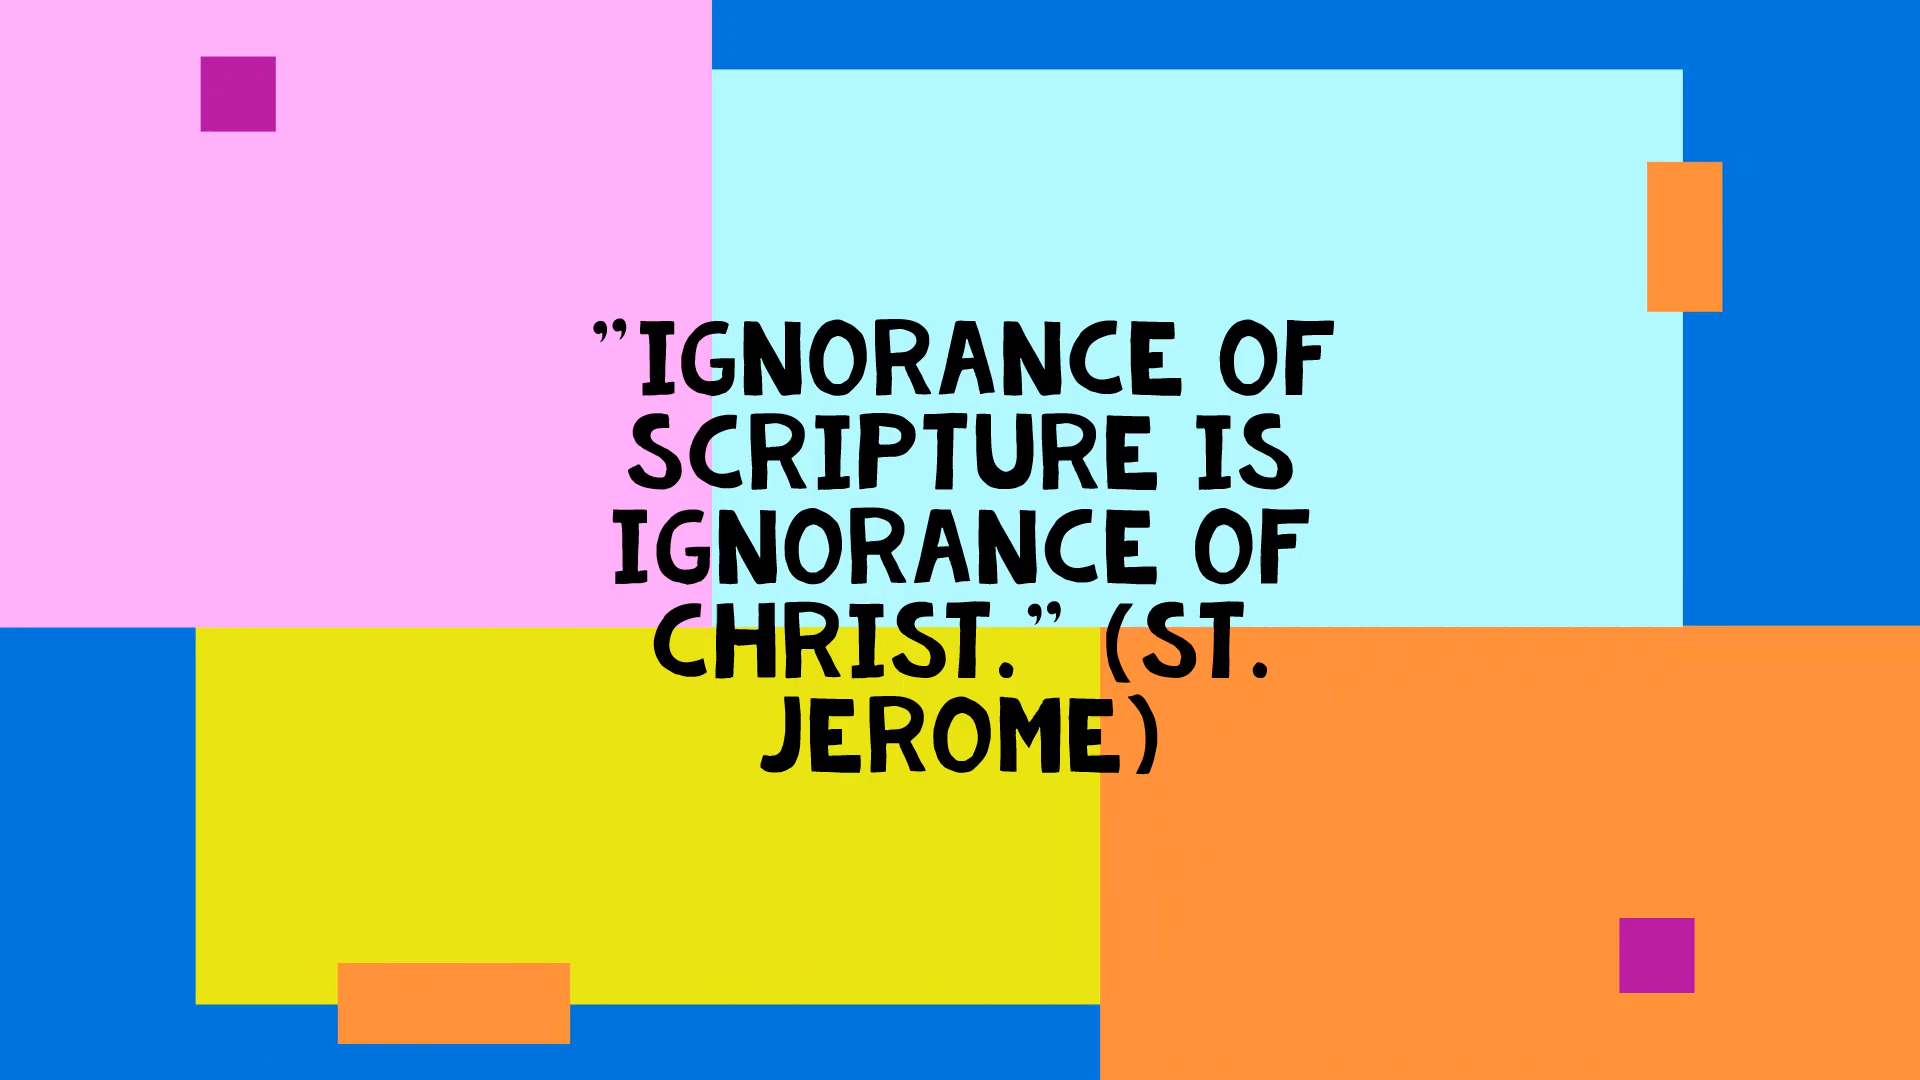 ”IGNORANCE OF
SCRIPTURE IS
IGNORANCE OF
CHRIST.” (ST.
JEROME)